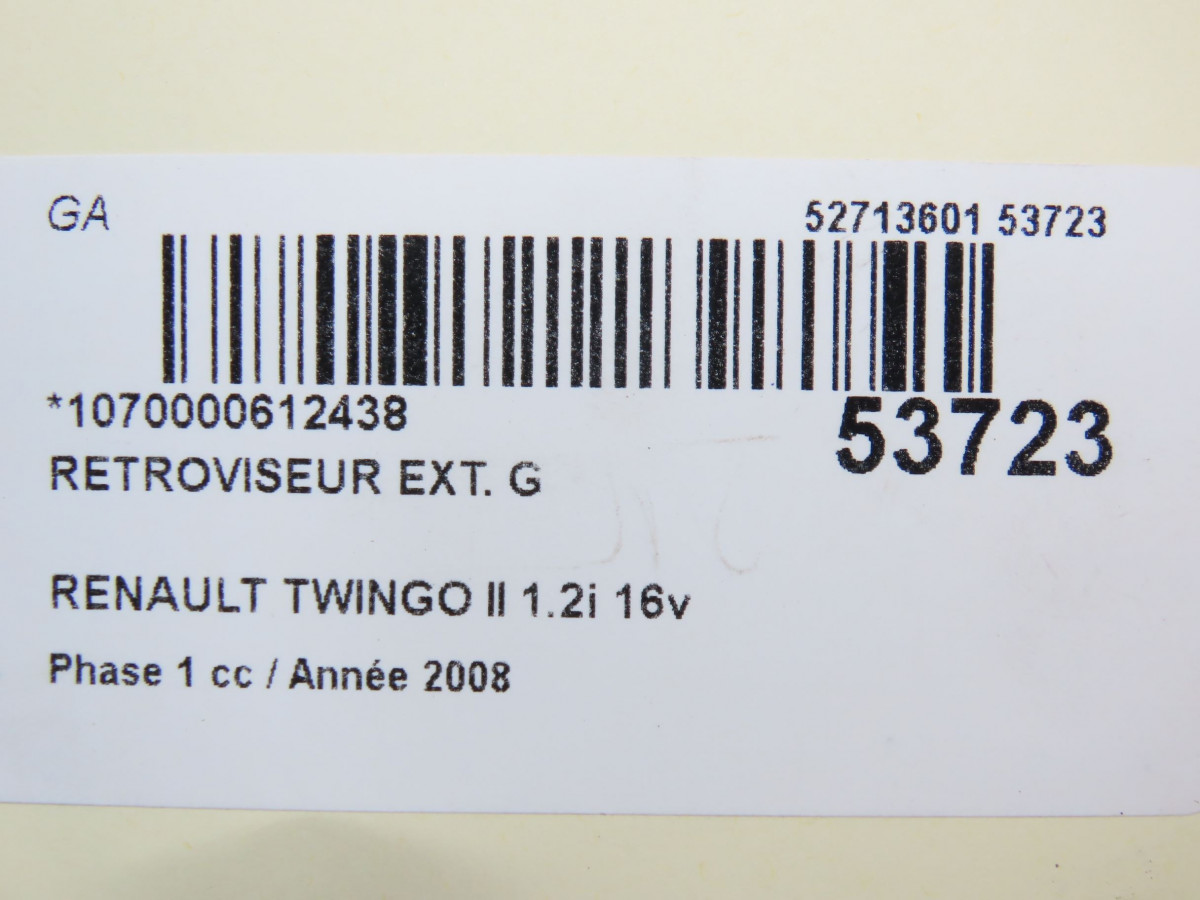 GA
52713601 53723
*1070000612438
53723
RETROVISEUR EXT. G
RENAULT TWINGO II 1.2i 16v
Phase 1 cc / Année 2008